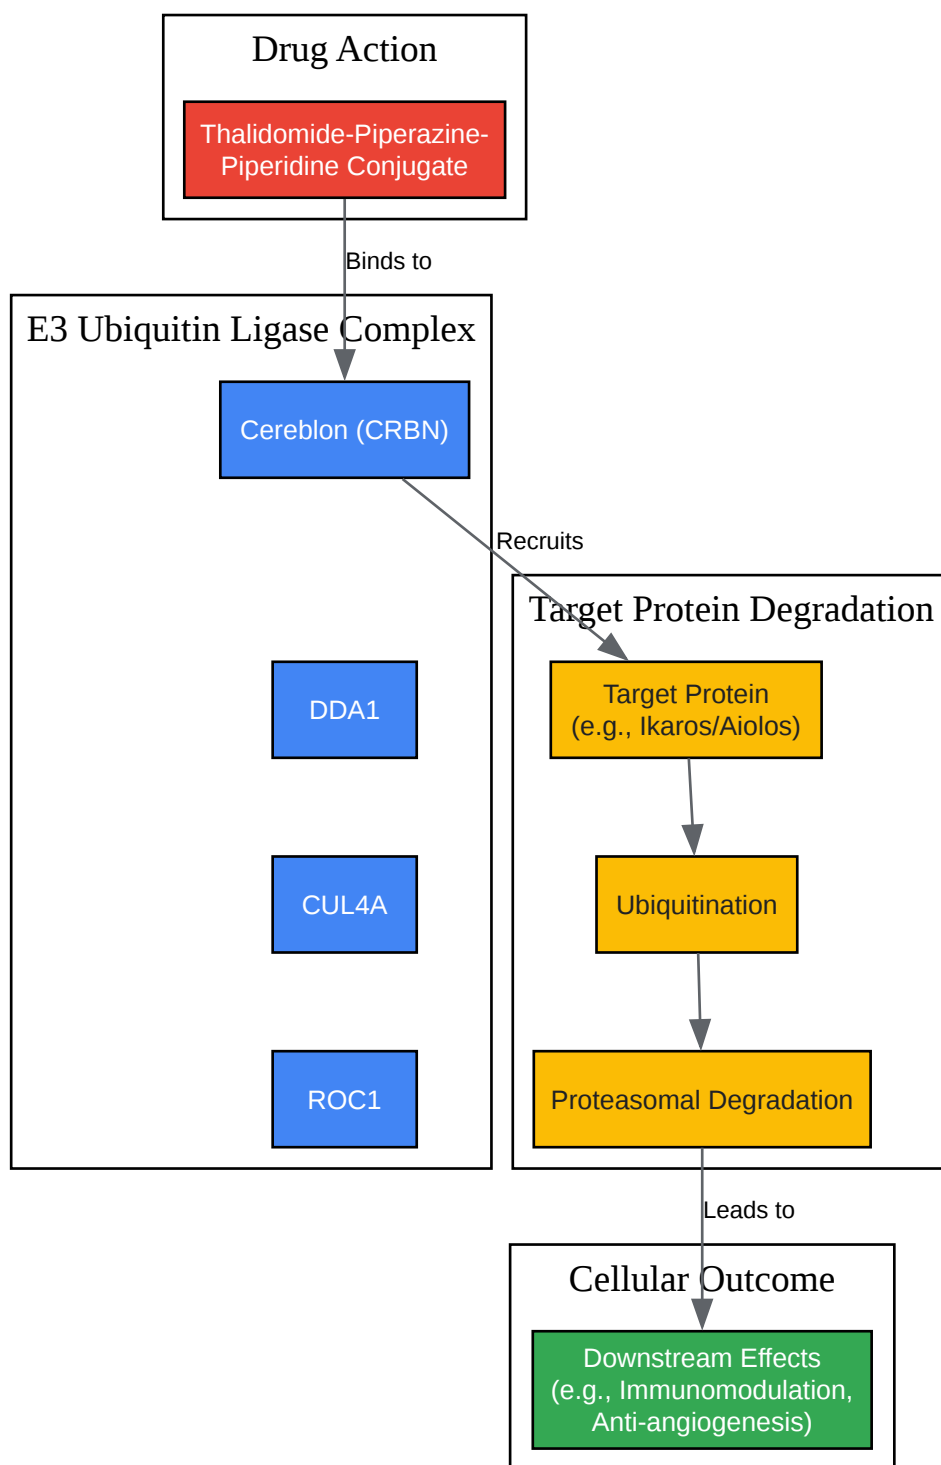 Drug Action
Thalidomide-Piperazine-
Piperidine Conjugate
Binds to
E3 Ubiquitin Ligase Complex
Cereblon (CRBN)
Recruits
DDA1
CUL4A
ROC1
Target Protein Degradation
Target Protein
(e.g., Ikaros/Aiolos)
Ubiquitination
Proteasomal Degradation
Leads to
Cellular Outcome
Downstream Effects
(e.g., Immunomodulation,
Anti-angiogenesis)